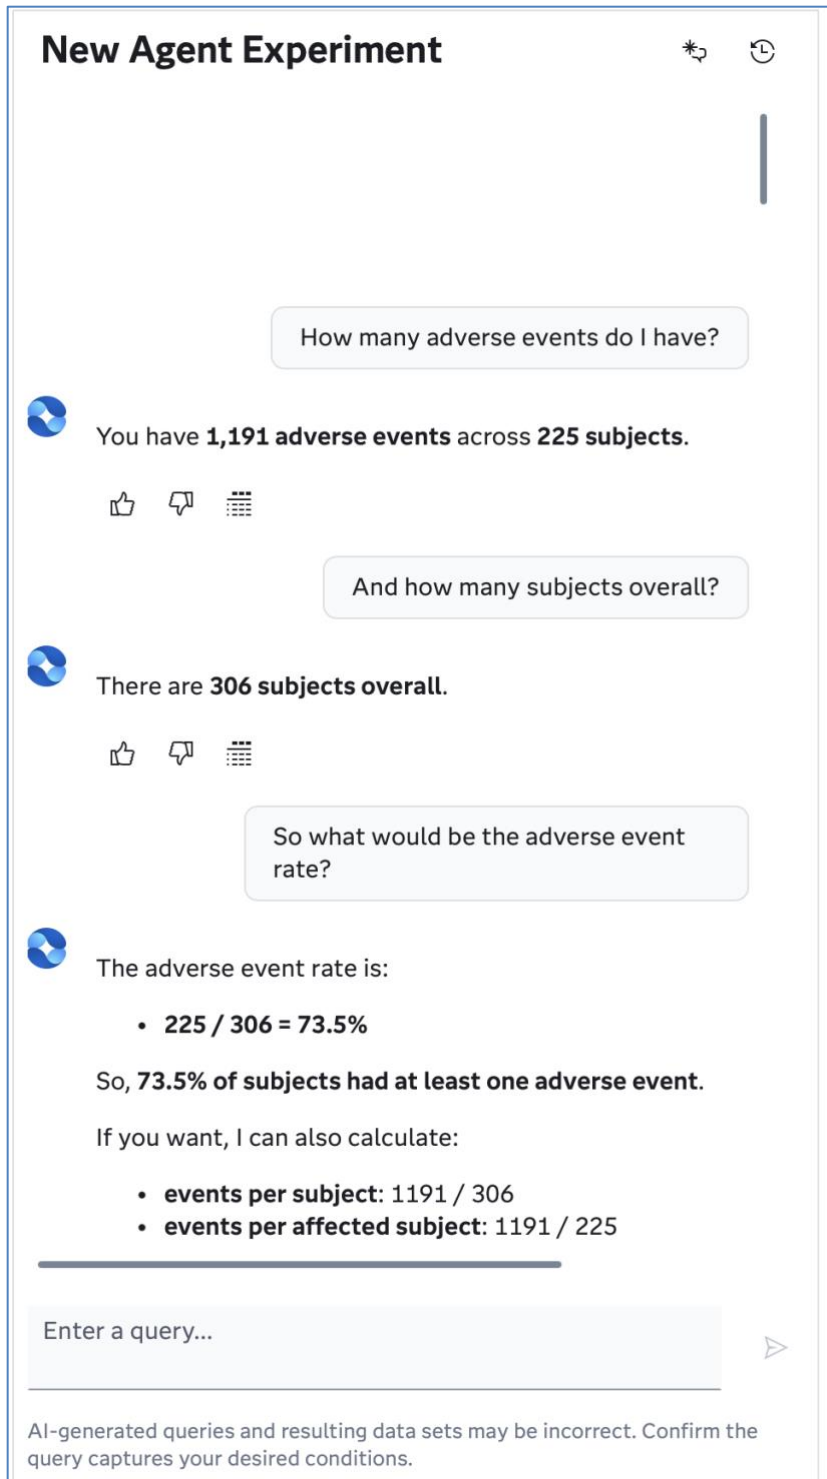 New Agent Experiment
How many adverse events do I have?
You have 1,191 adverse events across 225 subjects.
And how many subjects overall?
There are 306 subjects overall.
So what would be the adverse event
rate?
The adverse event rate is:
• 225 / 306 = 73.5%
So, 73.5% of subjects had at least one adverse event.
If you want, I can also calculate:
• events per subject: 1191 / 306
• events per affected subject: 1191 / 225
Enter a query...
AI-generated queries and resulting data sets may be incorrect. Confirm the
query captures your desired conditions.